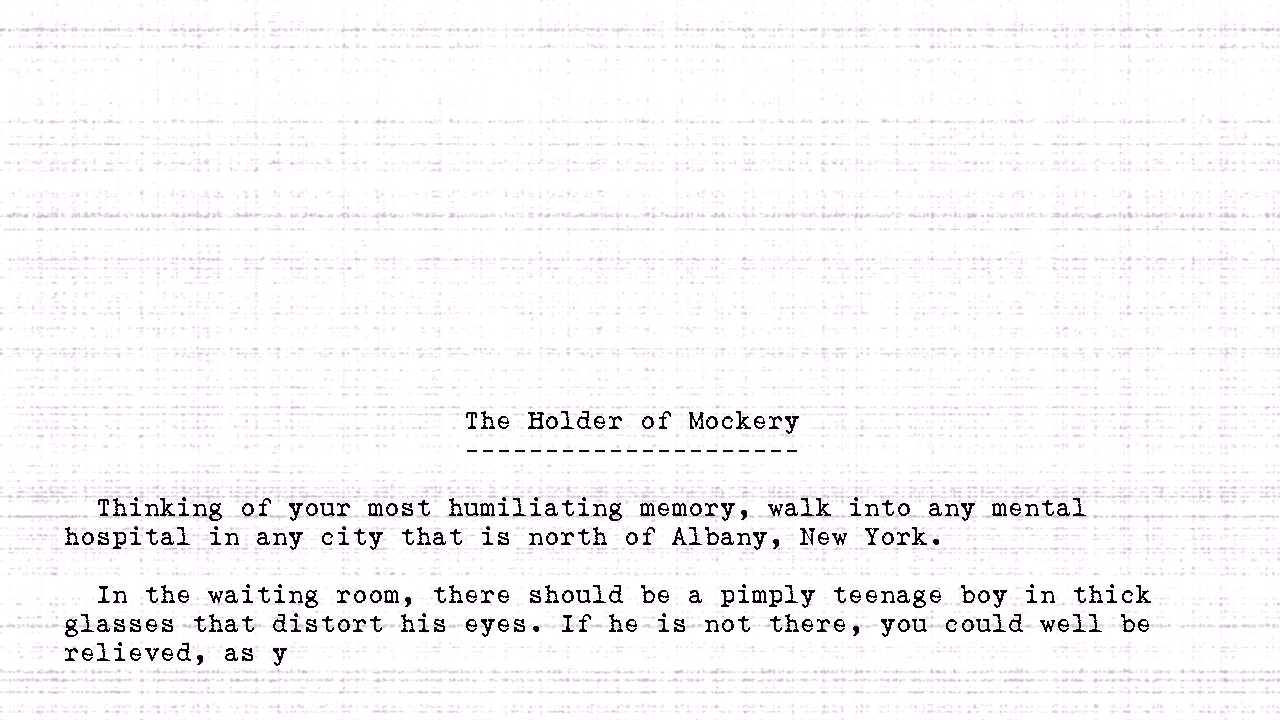 The Holder of Mockery
---------------------
Thinking of your most humiliating memory, walk into any mental
hospital in any city that is north of Albany, New York.
In the waiting room, there should be a pimply teenage boy in thick
glasses that distort his eyes. If he is not there, you could well be
relieved, as y